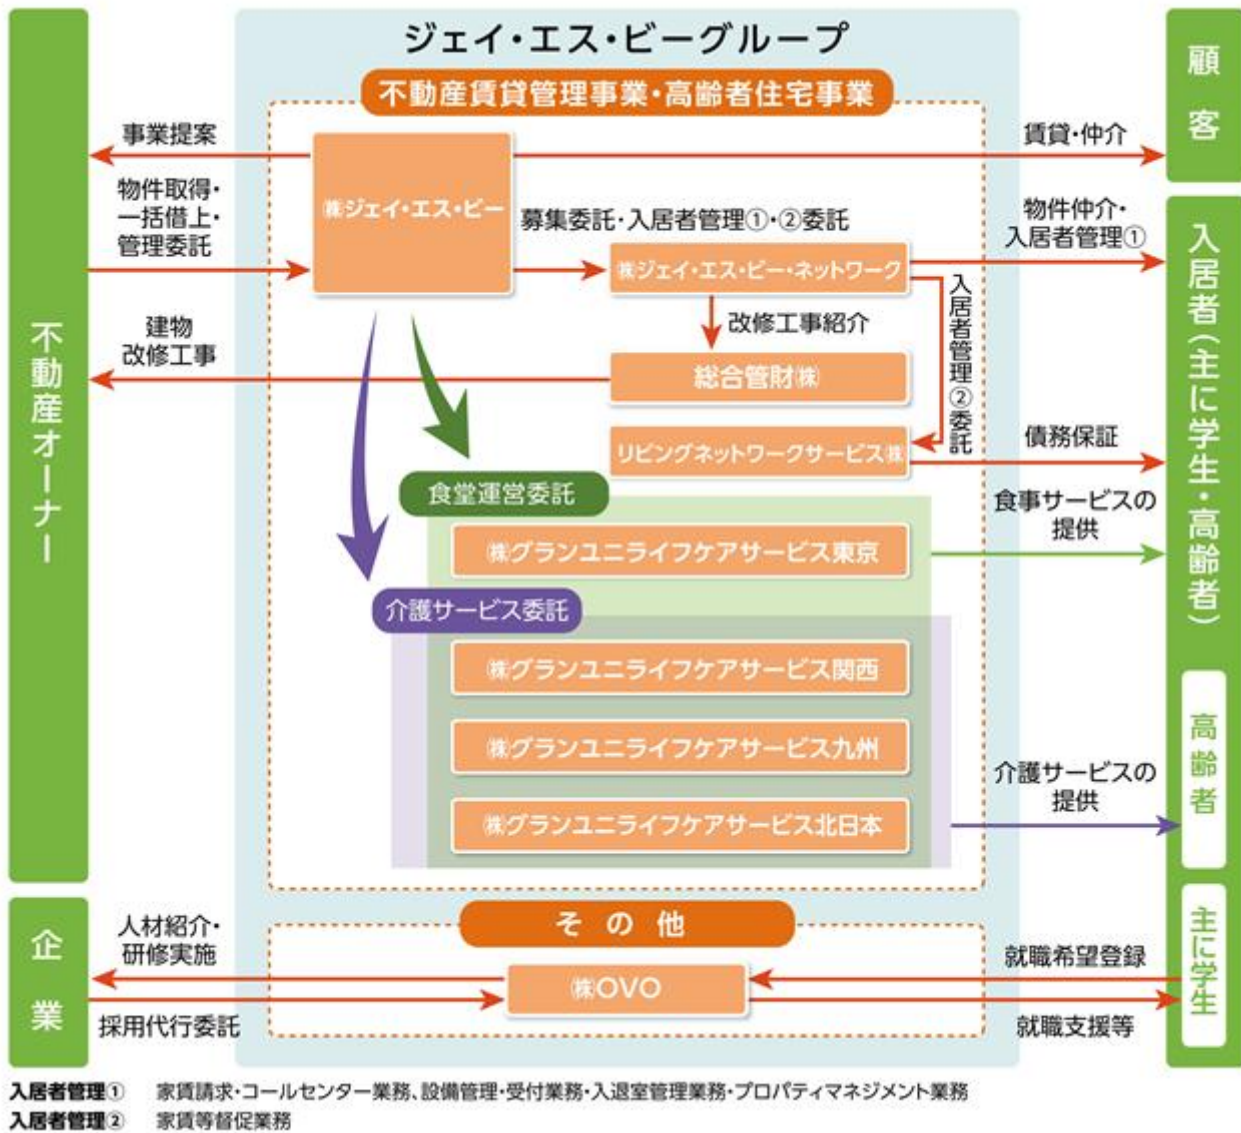 ジェイ・エス・ビーグループ
不動産賃貸管理事業・高齢者住宅事業
不動産オーナー
顧客
事業提案
賃貸・仲介
㈱ジェイ・エス・ビー
物件取得・
一括借上・
管理委託
募集委託・入居者管理①・②委託
物件仲介・
入居者管理①
㈱ジェイ・エス・ビー・ネットワーク
入居者(主に学生・高齢者)
改修工事紹介
入居者管理②委託
建物
改修工事
総合管財㈱
リビングネットワークサービス㈱
債務保証
食堂運営委託
食事サービスの
提供
㈱グランユニライフケアサービス東京
介護サービス委託
㈱グランユニライフケアサービス関西
㈱グランユニライフケアサービス九州
㈱グランユニライフケアサービス北日本
介護サービスの
提供
高齢者
その他
企業
人材紹介・
研修実施
㈱OVO
採用代行委託
就職希望登録
就職支援等
主に学生
入居者管理① 家賃請求・コールセンター業務、設備管理・受付業務・入退室管理業務・プロパティマネジメント業務
入居者管理② 家賃等督促業務